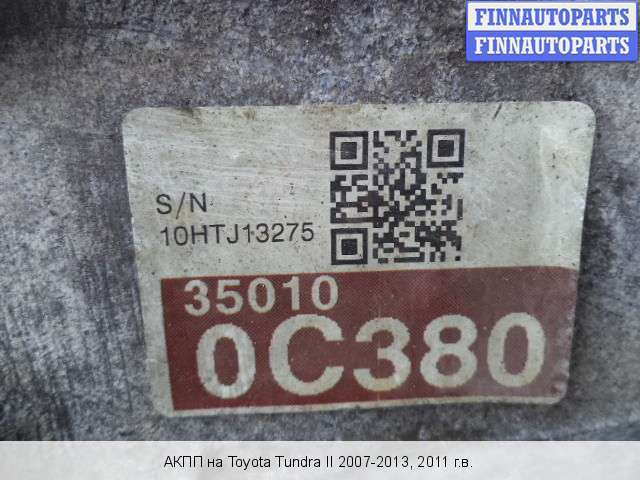 FINNAUTOPARTS
FINNAUTOPARTS
S/N
10HTJ13275
35010
0C380
АКПП на Toyota Tundra II 2007-2013, 2011 г.в.